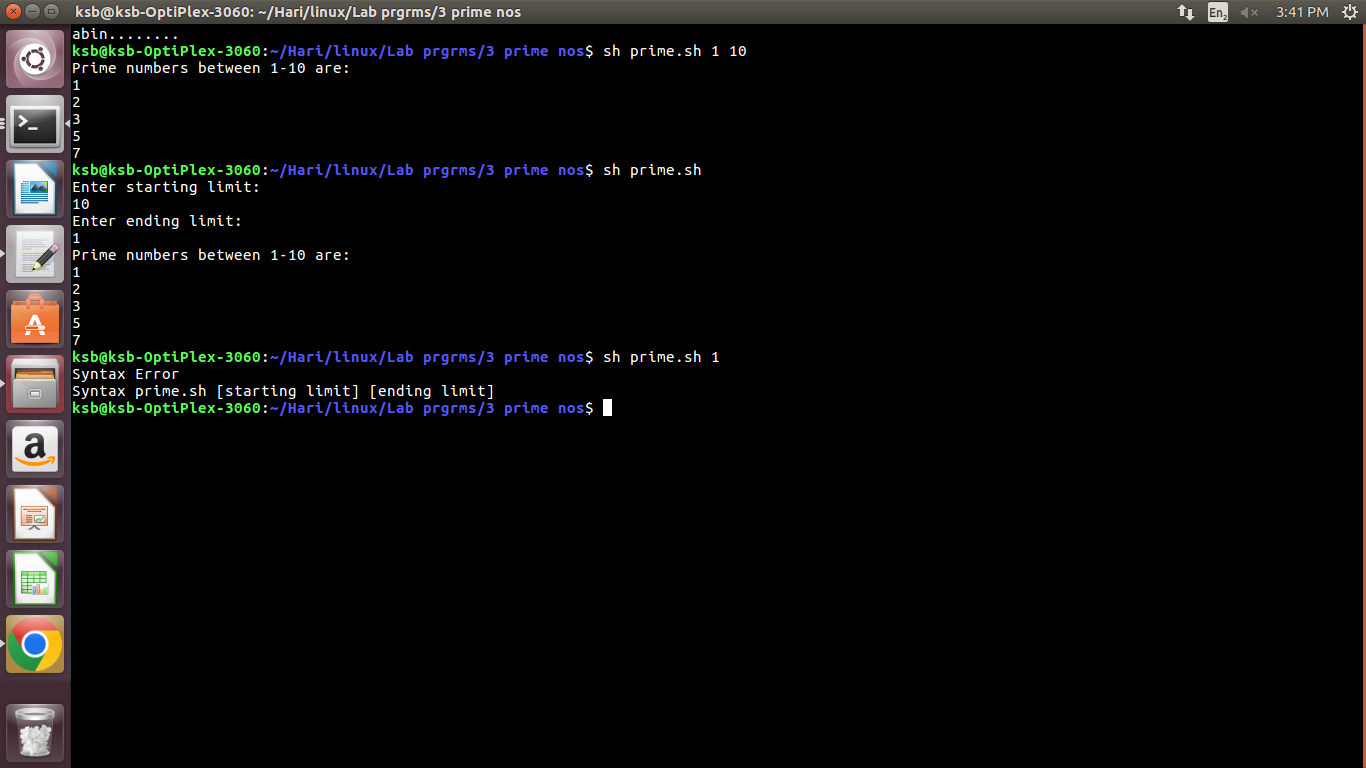 ksb@ksb-OptiPlex-3060: ~/Hari/linux/Lab prgrms/3 prime nos
En2
3:41 PM
abin........
ksb@ksb-OptiPlex-3060:~/Hari/linux/Lab prgrms/3 prime nos$ sh prime.sh 1 10
Prime numbers between 1-10 are:
1
2
3
5
7
ksb@ksb-OptiPlex-3060:~/Hari/linux/Lab prgrms/3 prime nos$ sh prime.sh
Enter starting limit:
10
Enter ending limit:
1
Prime numbers between 1-10 are:
1
2
3
5
7
ksb@ksb-OptiPlex-3060:~/Hari/linux/Lab prgrms/3 prime nos$ sh prime.sh 1
Syntax Error
Syntax prime.sh [starting limit] [ending limit]
ksb@ksb-OptiPlex-3060:~/Hari/linux/Lab prgrms/3 prime nos$